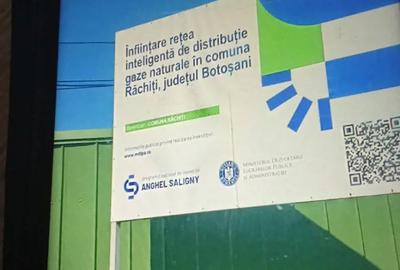 Înființare rețea
inteligentă de distribuție
gaze naturale în comuna
Răchiți, județul Botoșani
Beneficiar: COMUNA RĂCHIȚI
www.mdlpa.ro
ANGHEL SALIGNY
MINISTERUL DEZVOLTĂRII
LUCRĂRILOR PUBLICE
ȘI ADMINISTRAȚIEI